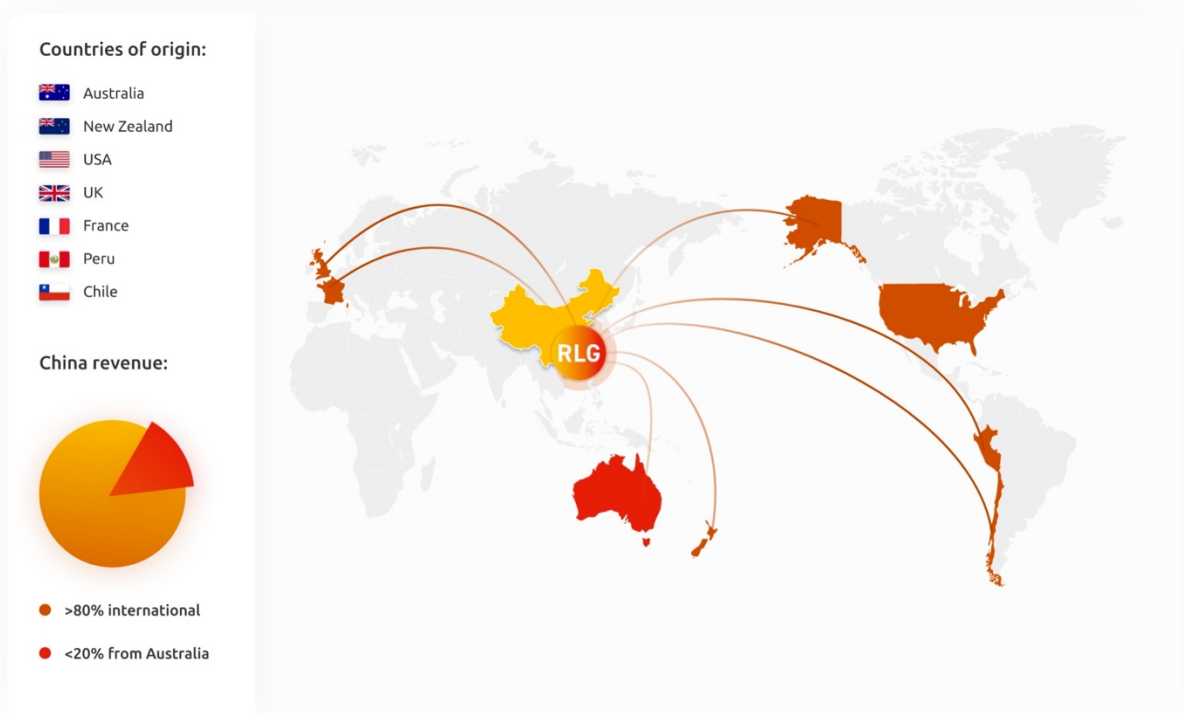 Countries of origin:
Australia
New Zealand
USA
UK
France
Peru
Chile
China revenue:
>80% international
<20% from Australia
RLG